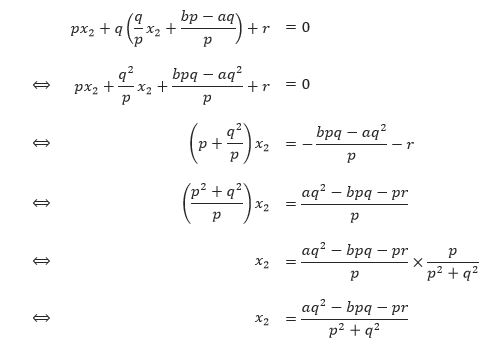 px₂ + q(q/p x₂ + (bp − aq)/p) + r = 0
⇔ px₂ + q²/p x₂ + (bpq − aq²)/p + r = 0
⇔ (p + q²/p) x₂ = − (bpq − aq²)/p − r
⇔ ((p² + q²)/p) x₂ = (aq² − bpq − pr)/p
⇔ x₂ = (aq² − bpq − pr)/p × p/(p² + q²)
⇔ x₂ = (aq² − bpq − pr)/(p² + q²)